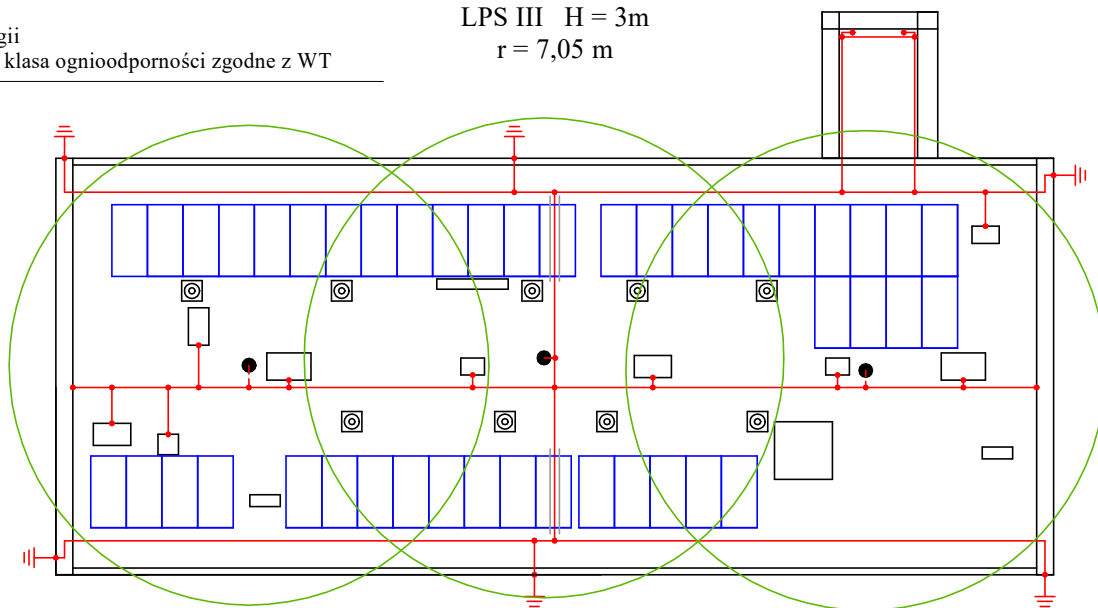 LPS III H = 3m
r = 7,05 m
gii
klasa ognioodporności zgodne z WT